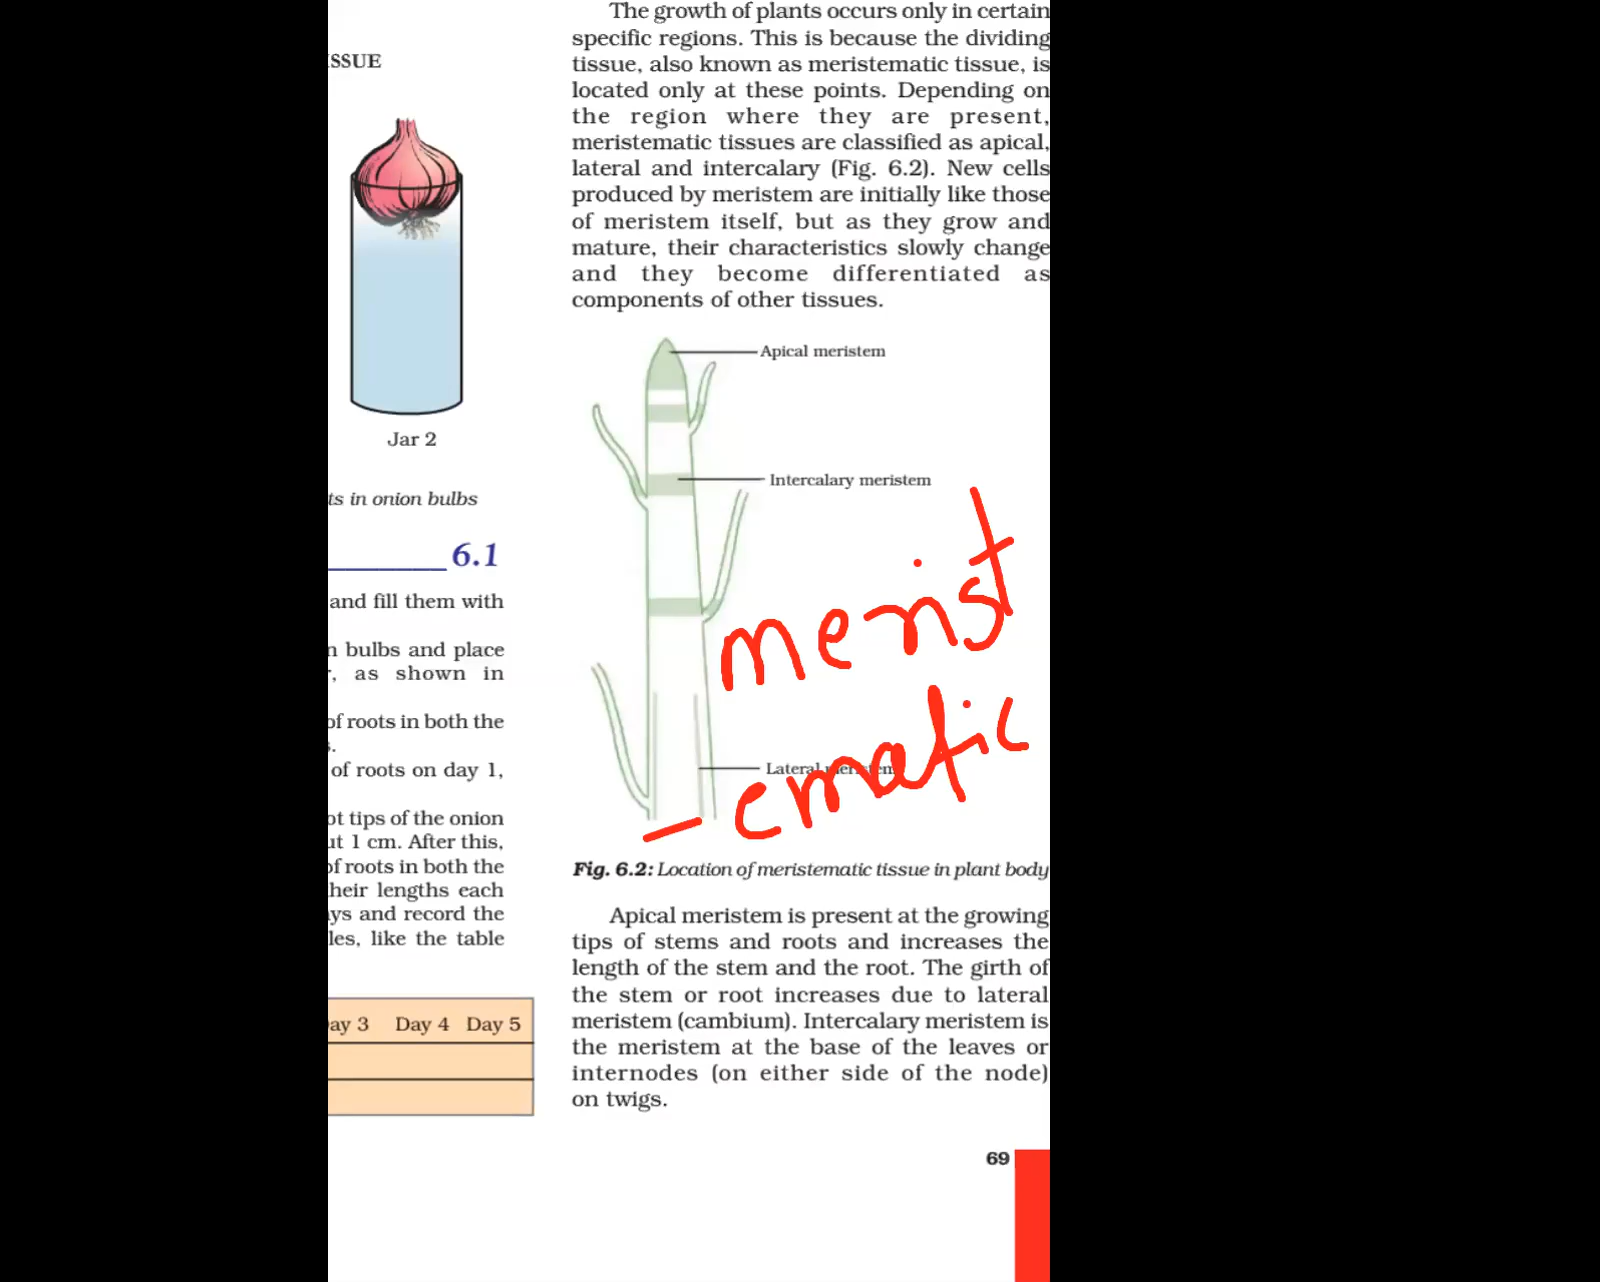 ISSUE
Jar 2
ts in onion bulbs
6.1
and fill them with
n bulbs and place
, as shown in
of roots in both the
s.
of roots on day 1,
ot tips of the onion
ut 1 cm. After this,
of roots in both the
heir lengths each
ys and record the
les, like the table
ay 3 Day 4 Day 5
The growth of plants occurs only in certain
specific regions. This is because the dividing
tissue, also known as meristematic tissue, is
located only at these points. Depending on
the region where they are present,
meristematic tissues are classified as apical,
lateral and intercalary (Fig. 6.2). New cells
produced by meristem are initially like those
of meristem itself, but as they grow and
mature, their characteristics slowly change
and they become differentiated as
components of other tissues.
Apical meristem
Intercalary meristem
merist
-ematic
Lateral meristem
Fig. 6.2: Location of meristematic tissue in plant body
Apical meristem is present at the growing
tips of stems and roots and increases the
length of the stem and the root. The girth of
the stem or root increases due to lateral
meristem (cambium). Intercalary meristem is
the meristem at the base of the leaves or
internodes (on either side of the node)
on twigs.
69